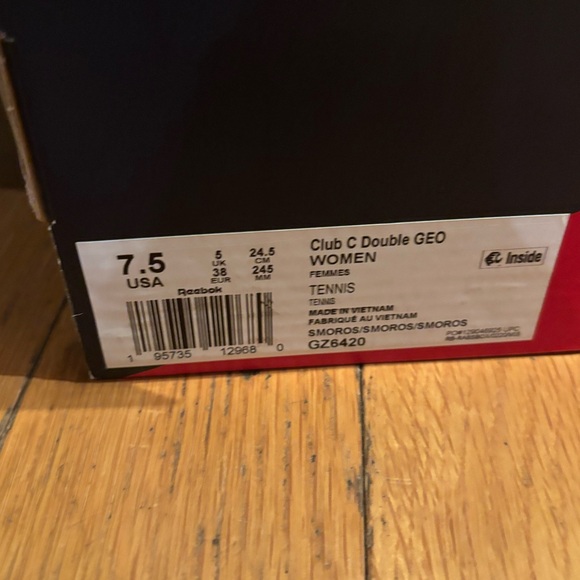 7.5
USA
5
UK
38
EUR
24.5
CM
245
MM
Reebok
1 95735 12968 0
Club C Double GEO
WOMEN
FEMMES
TENNIS
TENNIS
MADE IN VIETNAM
FABRIQUÉ AU VIETNAM
SMOROS/SMOROS/SMOROS
GZ6420
Inside